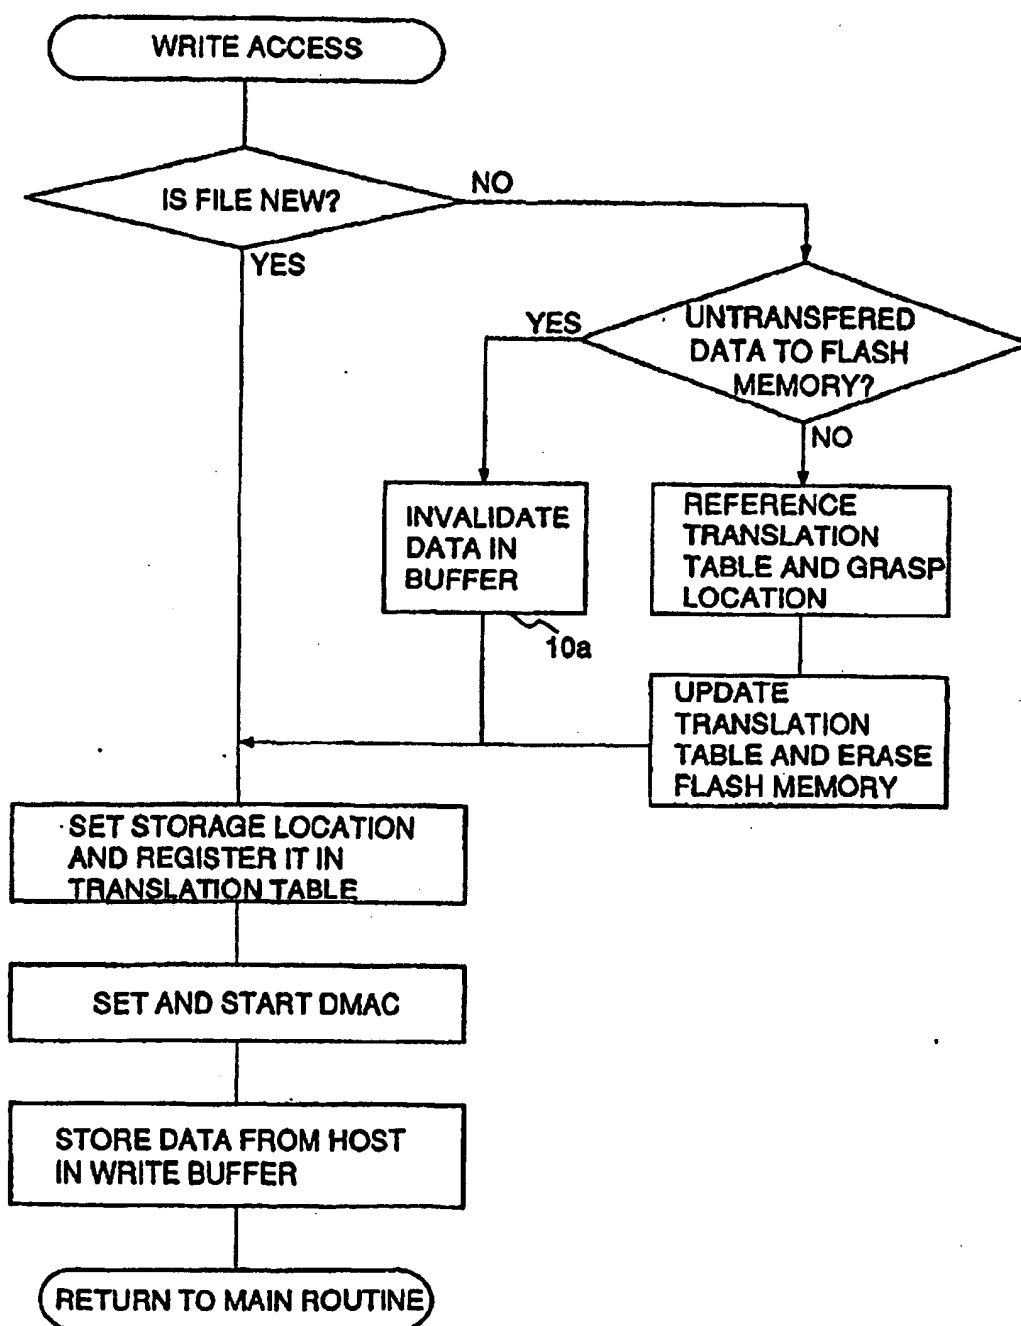 WRITE ACCESS
IS FILE NEW?
NO
YES
YES
UNTRANSFERED
DATA TO FLASH
MEMORY?
NO
INVALIDATE
DATA IN
BUFFER
10a
REFERENCE
TRANSLATION
TABLE AND GRASP
LOCATION
UPDATE
TRANSLATION
TABLE AND ERASE
FLASH MEMORY
SET STORAGE LOCATION
AND REGISTER IT IN
TRANSLATION TABLE
SET AND START DMAC
STORE DATA FROM HOST
IN WRITE BUFFER
RETURN TO MAIN ROUTINE